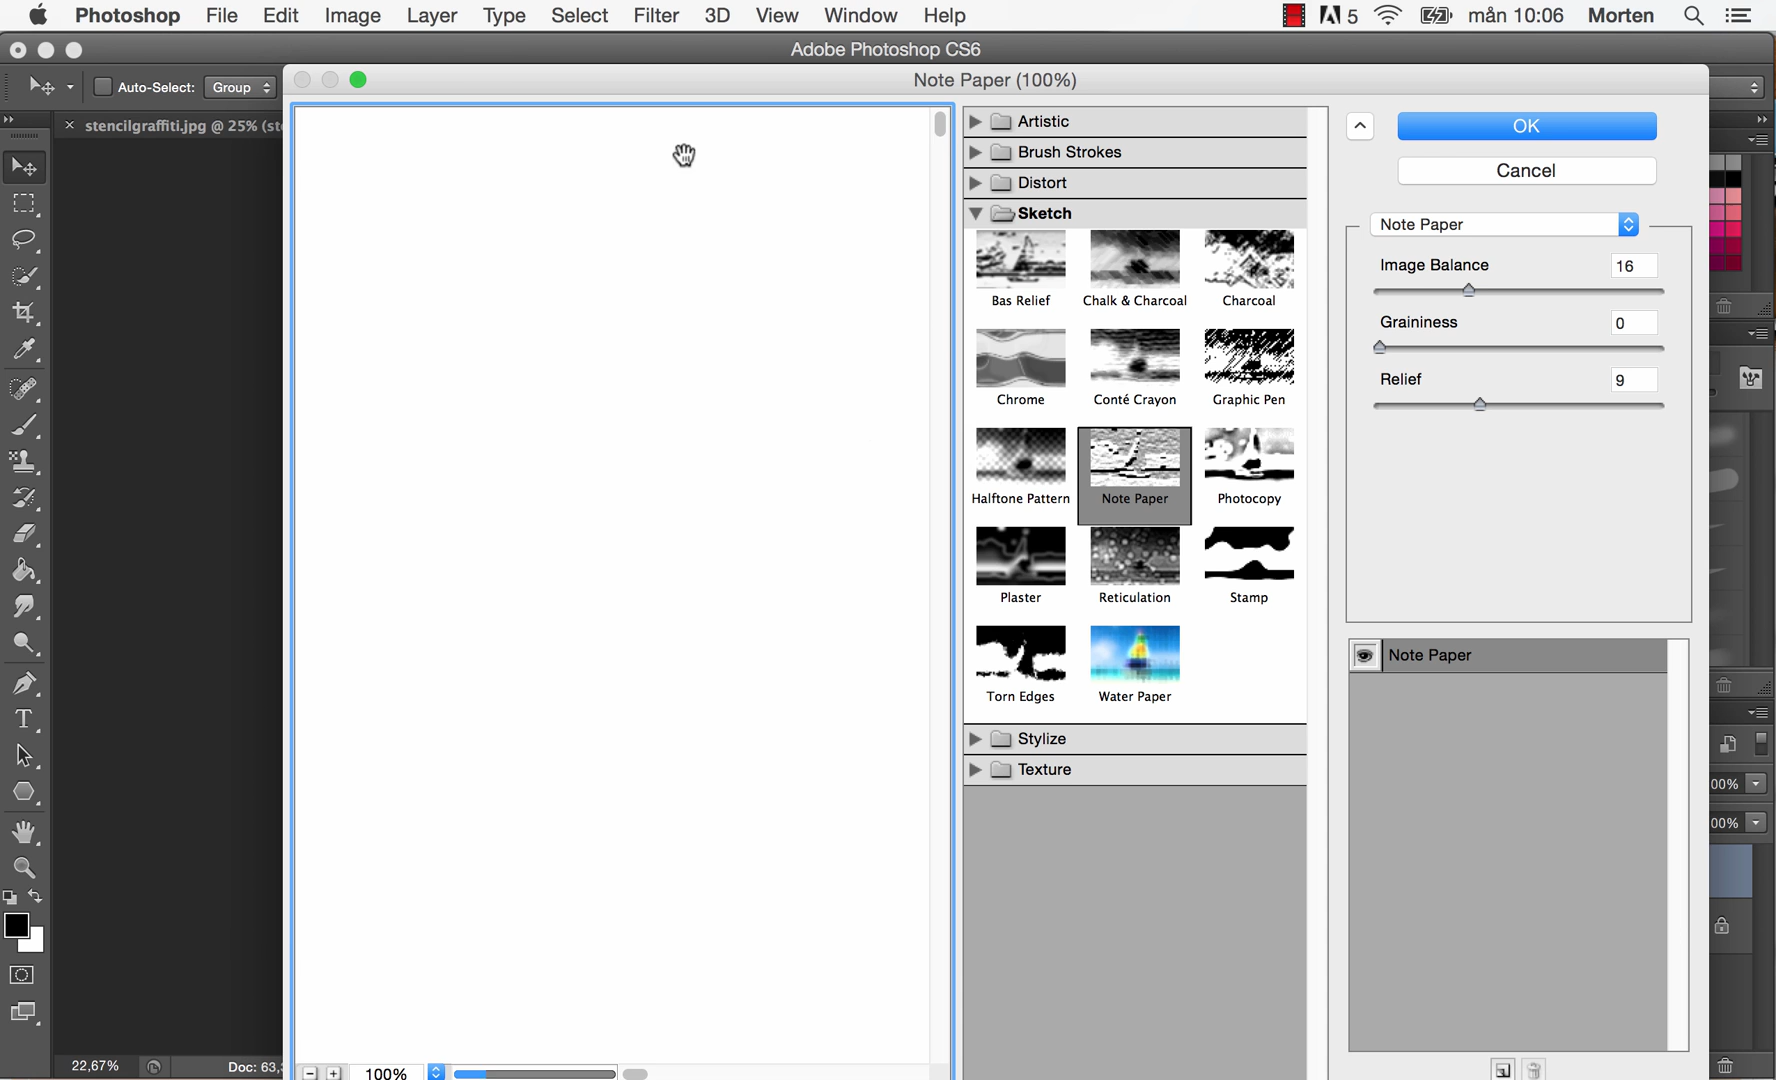 Photoshop File Edit Image Layer Type Select Filter 3D View Window Help 5 mån 10:06 Morten
Adobe Photoshop CS6
Auto-Select: Group
Note Paper (100%)
stencilgraffiti.jpg @ 25% (st
Artistic
Brush Strokes
Distort
Sketch
Bas Relief Chalk & Charcoal Charcoal
Chrome Conté Crayon Graphic Pen
Halftone Pattern Note Paper Photocopy
Plaster Reticulation Stamp
Torn Edges Water Paper
Stylize
Texture
OK
Cancel
Note Paper
Image Balance 16
Graininess 0
Relief 9
Note Paper
00%
00%
22,67% Doc: 63,
100%